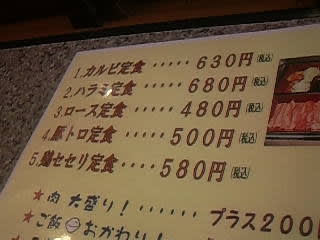 1.カルビ定食・・・・・630円(税込)
2.ハラミ定食・・・・・680円(税込)
3.ロース定食・・・・・480円(税込)
4.豚トロ定食・・・・・500円(税込)
5.鶏セセリ定食・・・・580円(税込)
★肉 大盛り!・・・・・・プラス200
★ご飯 おかわり!